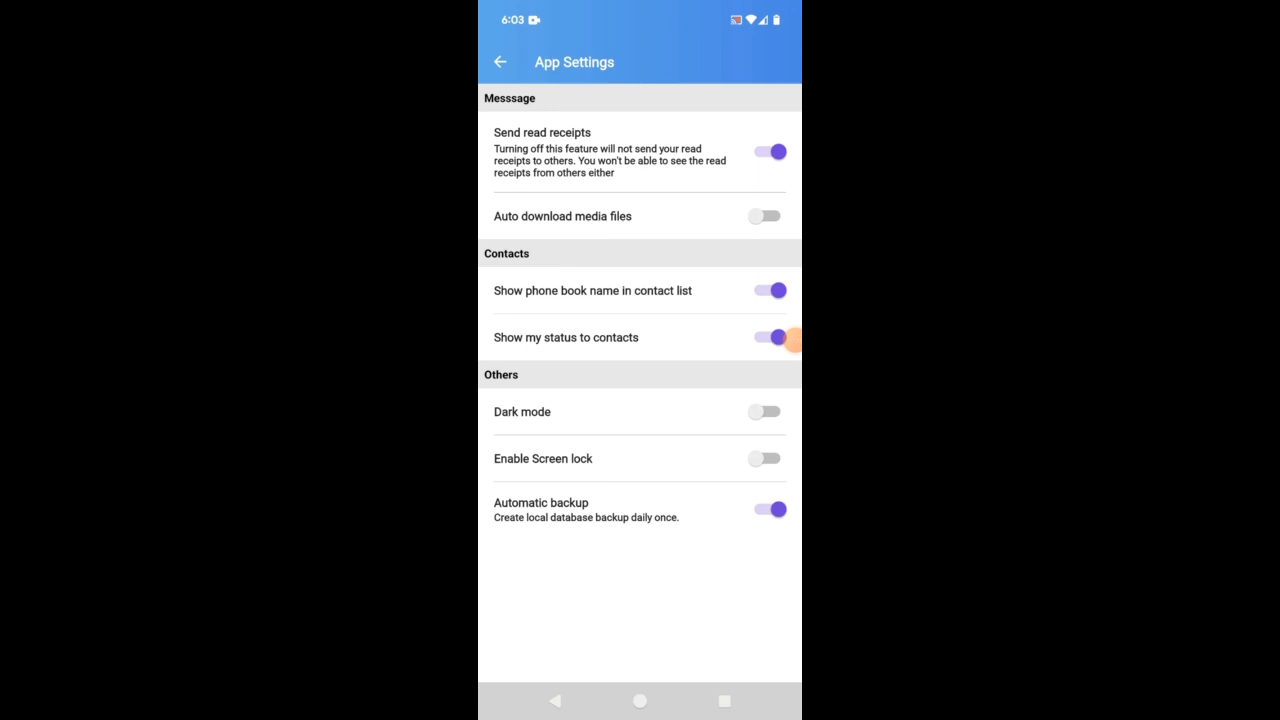 6:03
App Settings
Messsage
Send read receipts
Turning off this feature will not send your read
receipts to others. You won't be able to see the read
receipts from others either
Auto download media files
Contacts
Show phone book name in contact list
Show my status to contacts
Others
Dark mode
Enable Screen lock
Automatic backup
Create local database backup daily once.